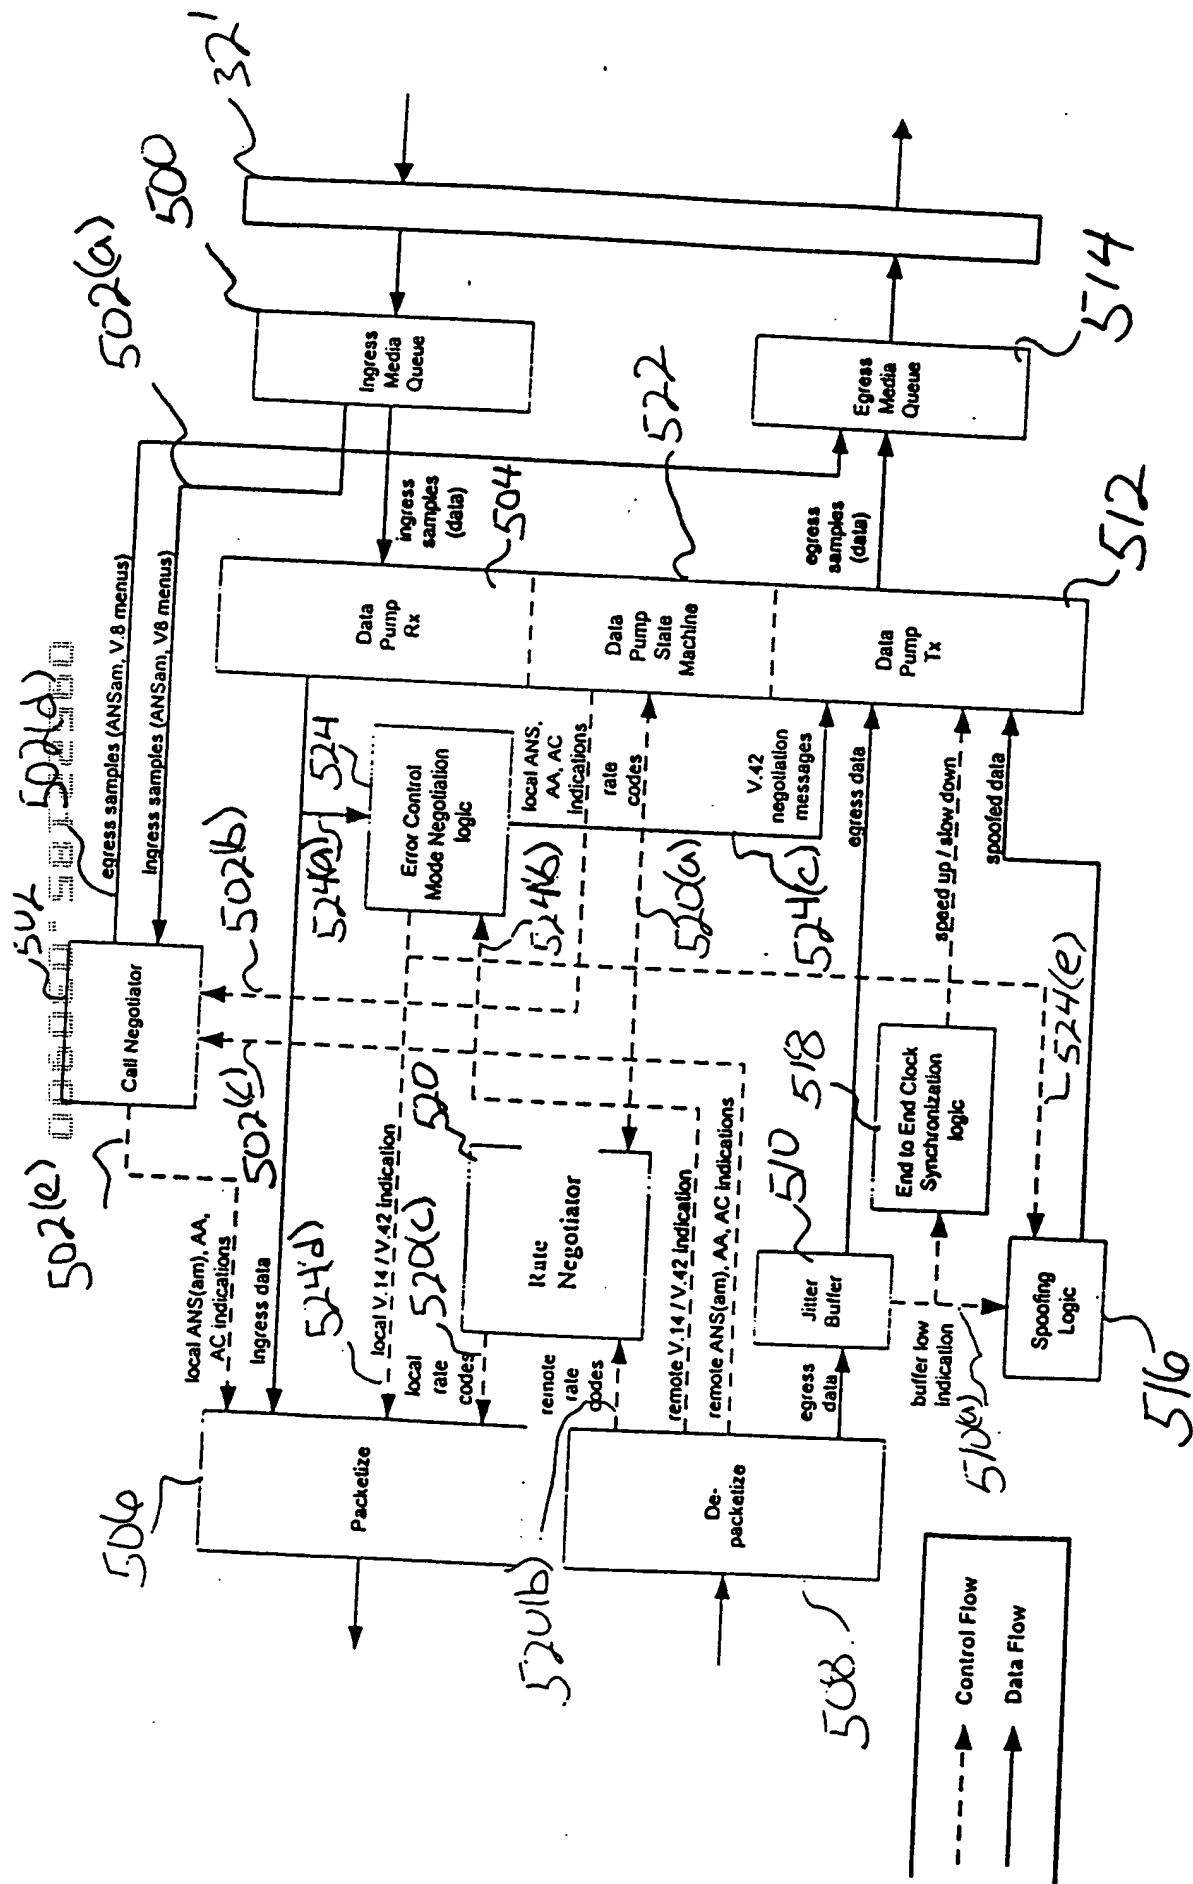 32'
500
502(a)
Ingress
Media
Queue
514
Egress
Media
Queue
ingress
samples
(data)
504
522
egress
samples
(data)
512
Data
Pump
Rx
Data
Pump
State
Machine
Data
Pump
Tx
502(d)
egress samples (ANSam, V.8 menus)
Ingress samples (ANSam, V8 menus)
502
Call Negotiator
502(b)
502(c)
502(e)
524
524(a)
Error Control
Mode Negotiation
logic
524(b)
local ANS,
AA, AC
Indications
rate
codes
520(a)
V.42
negotiation
messages
524(c)
egress data
speed up / slow down
spoofed data
524(e)
518
End to End Clock
Synchronization
logic
local ANS(am), AA,
AC indications
Ingress data
524(d)
local V.14 / V.42 indication
520(c)
local
rate
codes
520
Rate
Negotiator
remote rate
codes
520(b)
remote V.14 / V.42 indication
remote ANS(am), AA, AC indications
510
Jitter
Buffer
egress
data
buffer low
indication
510(a)
Spoofing
Logic
516
506
Packetize
De-
packetize
508
Control Flow
Data Flow